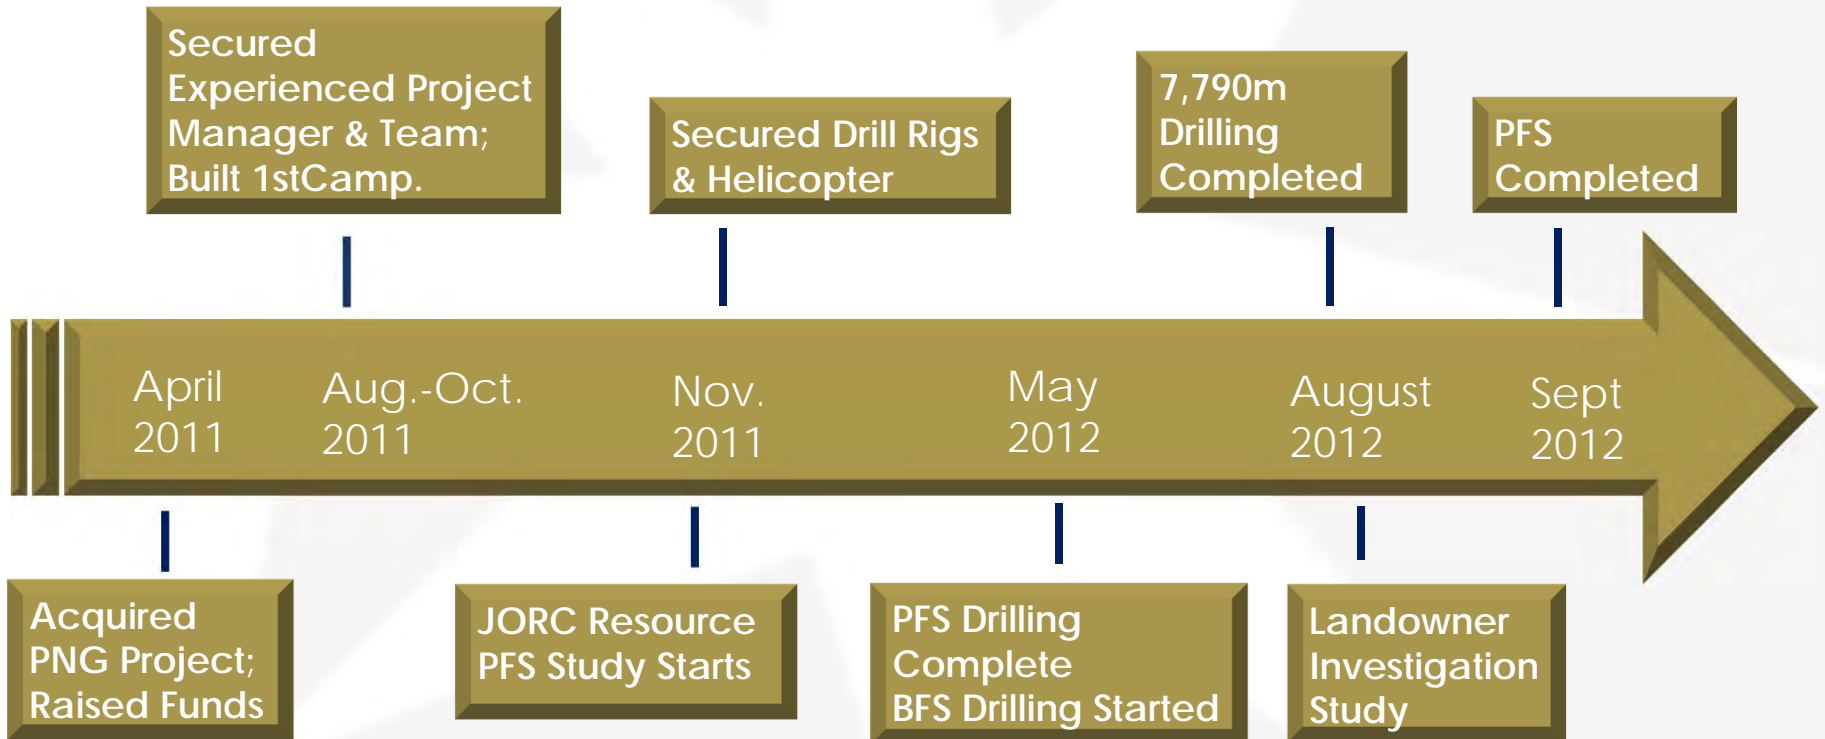 Secured
Experienced Project
Manager & Team;
Built 1stCamp.
Secured Drill Rigs
& Helicopter
7,790m
Drilling
Completed
PFS
Completed
April
2011
Aug.-Oct.
2011
Nov.
2011
May
2012
August
2012
Sept
2012
Acquired
PNG Project;
Raised Funds
JORC Resource
PFS Study Starts
PFS Drilling
Complete
BFS Drilling Started
Landowner
Investigation
Study